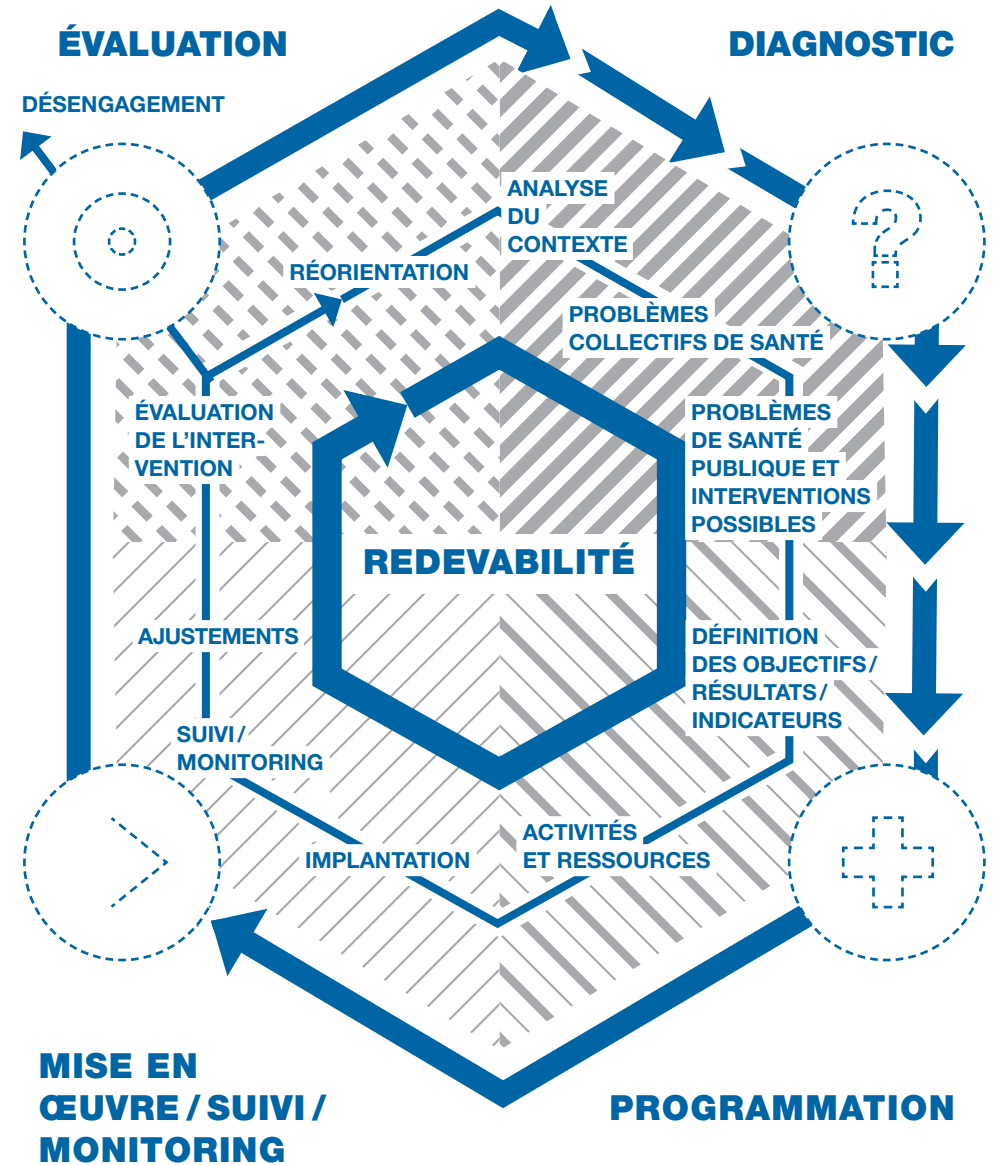 ÉVALUATION
DIAGNOSTIC
DÉSENGAGEMENT
ANALYSE
DU
CONTEXTE
RÉORIENTATION
PROBLÈMES
COLLECTIFS DE SANTÉ
ÉVALUATION
DE L’INTER-
VENTION
PROBLÈMES
DE SANTÉ
PUBLIQUE ET
INTERVENTIONS
POSSIBLES
REDEVABILITÉ
AJUSTEMENTS
DÉFINITION
DES OBJECTIFS /
RÉSULTATS /
INDICATEURS
SUIVI /
MONITORING
ACTIVITÉS
ET RESSOURCES
IMPLANTATION
MISE EN
ŒUVRE / SUIVI /
MONITORING
PROGRAMMATION